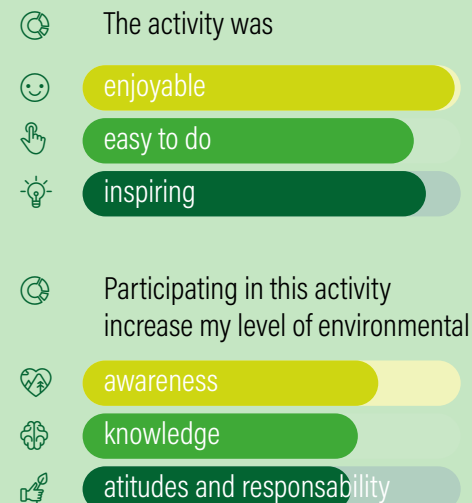 The activity was
enjoyable
easy to do
inspiring
Participating in this activity
increase my level of environmental
awareness
knowledge
atitudes and responsability